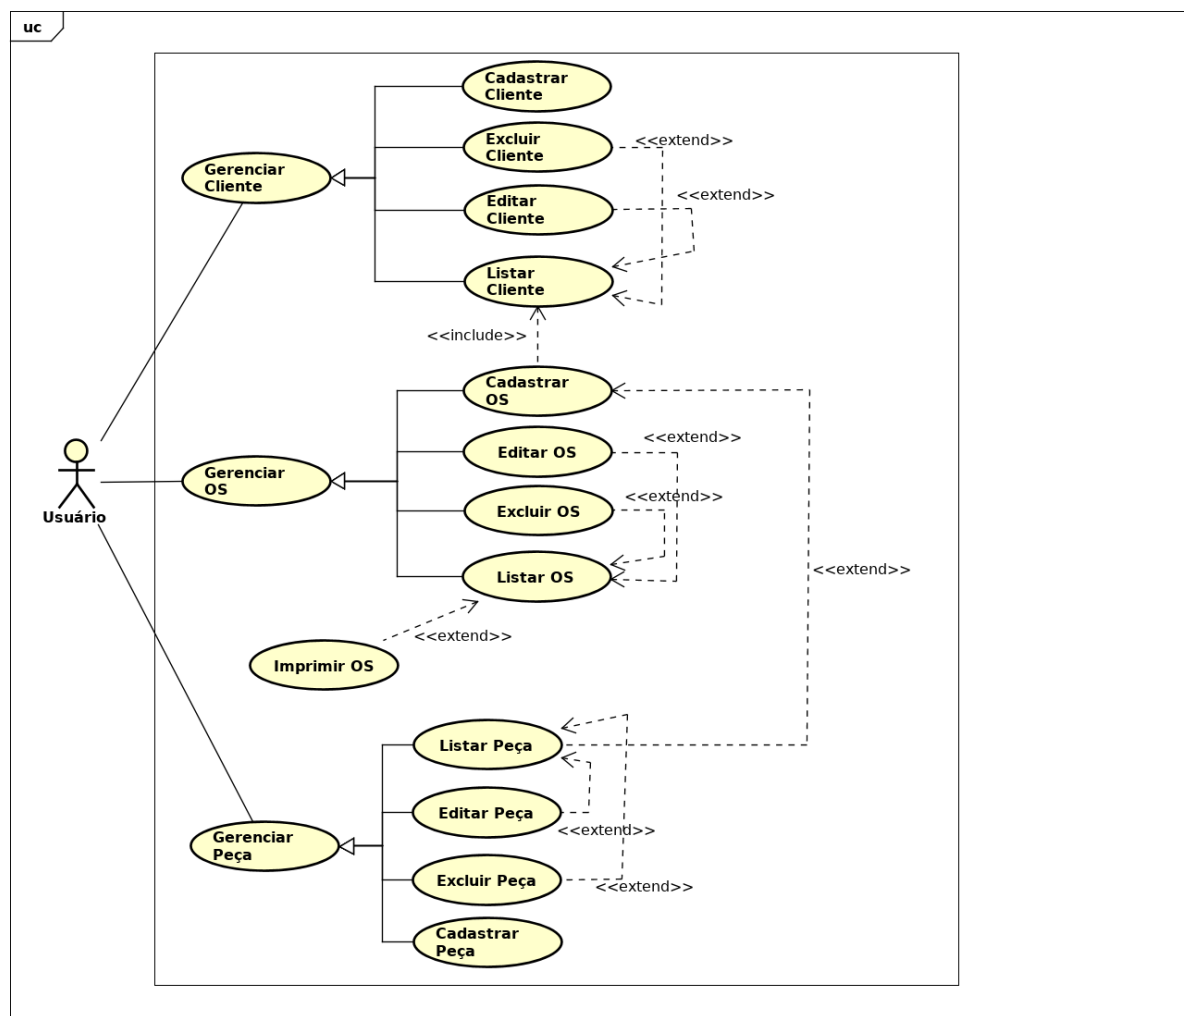 uc
Cadastrar
Cliente
Excluir
Cliente
<<extend>>
Gerenciar
Cliente
Editar
Cliente
<<extend>>
Listar
Cliente
<<include>>
Cadastrar
OS
Editar OS
<<extend>>
Gerenciar
OS
Excluir OS
<<extend>>
Usuário
Listar OS
<<extend>>
<<extend>>
Imprimir OS
Listar Peça
Editar Peça
<<extend>>
Gerenciar
Peça
Excluir Peça
<<extend>>
Cadastrar
Peça